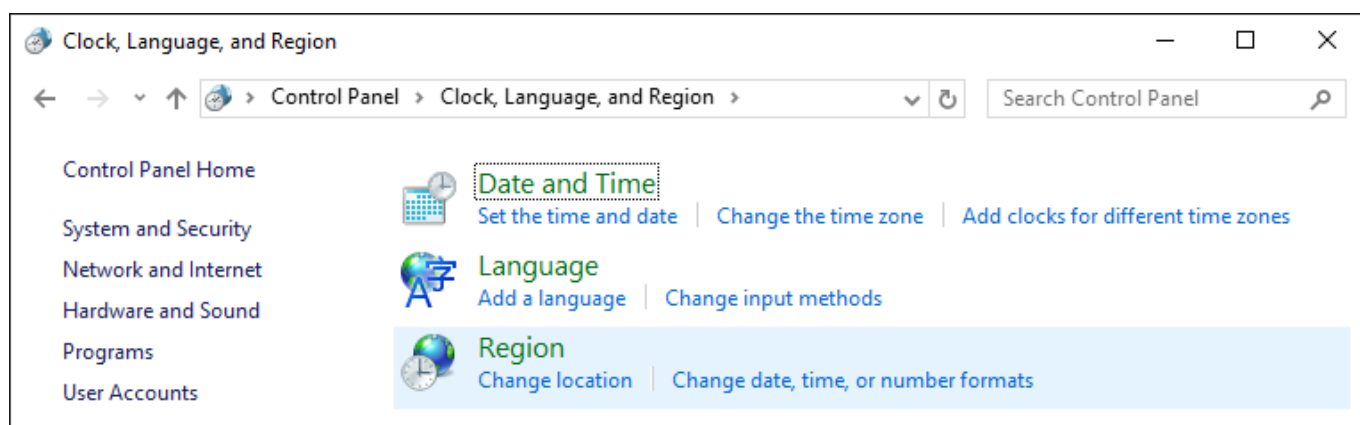 Clock, Language, and Region
Control Panel > Clock, Language, and Region >
Search Control Panel
Control Panel Home
System and Security
Network and Internet
Hardware and Sound
Programs
User Accounts
Date and Time
Set the time and date | Change the time zone | Add clocks for different time zones
Language
Add a language | Change input methods
Region
Change location | Change date, time, or number formats